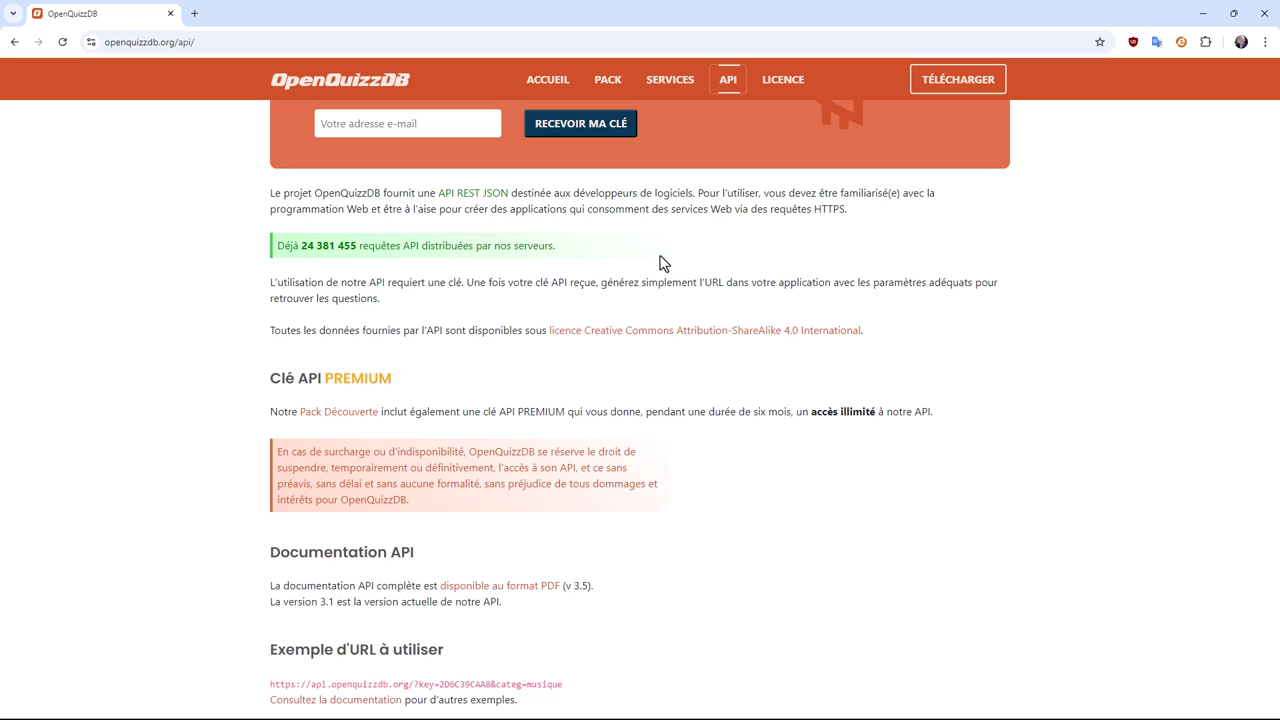 OpenQuizzDB
openquizzdb.org/api/
OpenQuizzDB
ACCUEIL
PACK
SERVICES
API
LICENCE
TÉLÉCHARGER
Votre adresse e-mail
RECEVOIR MA CLÉ
Le projet OpenQuizzDB fournit une API REST JSON destinée aux développeurs de logiciels. Pour l'utiliser, vous devez être familiarisé(e) avec la
programmation Web et être à l'aise pour créer des applications qui consomment des services Web via des requêtes HTTPS.
Déjà 24 381 455 requêtes API distribuées par nos serveurs.
L'utilisation de notre API requiert une clé. Une fois votre clé API reçue, générez simplement l'URL dans votre application avec les paramètres adéquats pour
retrouver les questions.
Toutes les données fournies par l'API sont disponibles sous licence Creative Commons Attribution-ShareAlike 4.0 International.
Clé API PREMIUM
Notre Pack Découverte inclut également une clé API PREMIUM qui vous donne, pendant une durée de six mois, un accès illimité à notre API.
En cas de surcharge ou d'indisponibilité, OpenQuizzDB se réserve le droit de
suspendre, temporairement ou définitivement, l'accès à son API, et ce sans
préavis, sans délai et sans aucune formalité, sans préjudice de tous dommages et
intérêts pour OpenQuizzDB.
Documentation API
La documentation API complète est disponible au format PDF (v 3.5).
La version 3.1 est la version actuelle de notre API.
Exemple d'URL à utiliser
https://api.openquizzdb.org/?key=2D6C39CAA8&categ=musique
Consultez la documentation pour d'autres exemples.